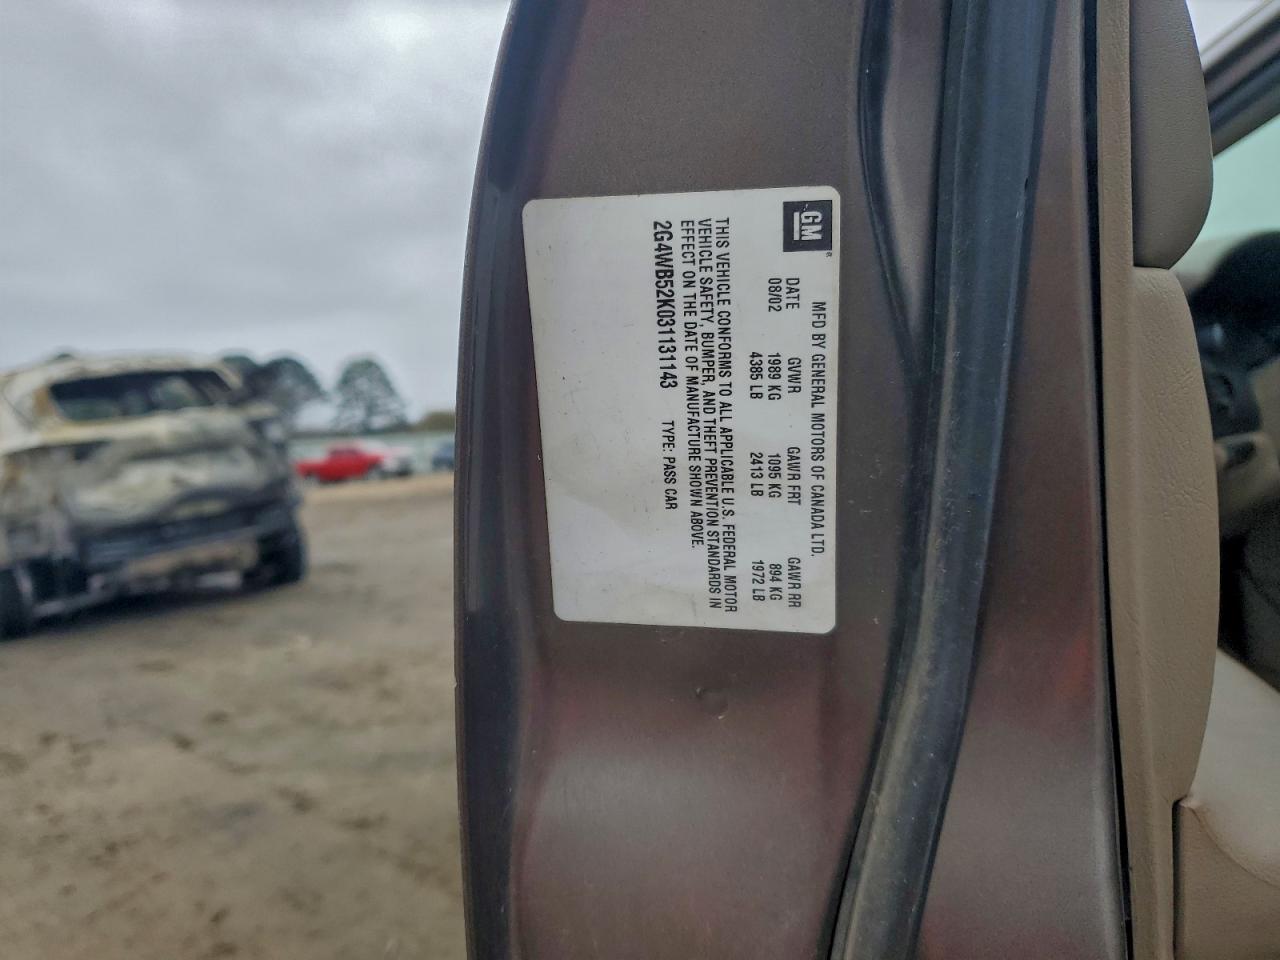 GM
MFD BY GENERAL MOTORS OF CANADA LTD.
DATE GVWR GAWR FRT GAWR RR
08/02 1989 KG 1095 KG 894 KG
4385 LB 2413 LB 1972 LB
THIS VEHICLE CONFORMS TO ALL APPLICABLE U.S. FEDERAL MOTOR
VEHICLE SAFETY, BUMPER, AND THEFT PREVENTION STANDARDS IN
EFFECT ON THE DATE OF MANUFACTURE SHOWN ABOVE.
2G4WB52K031131143 TYPE: PASS CAR